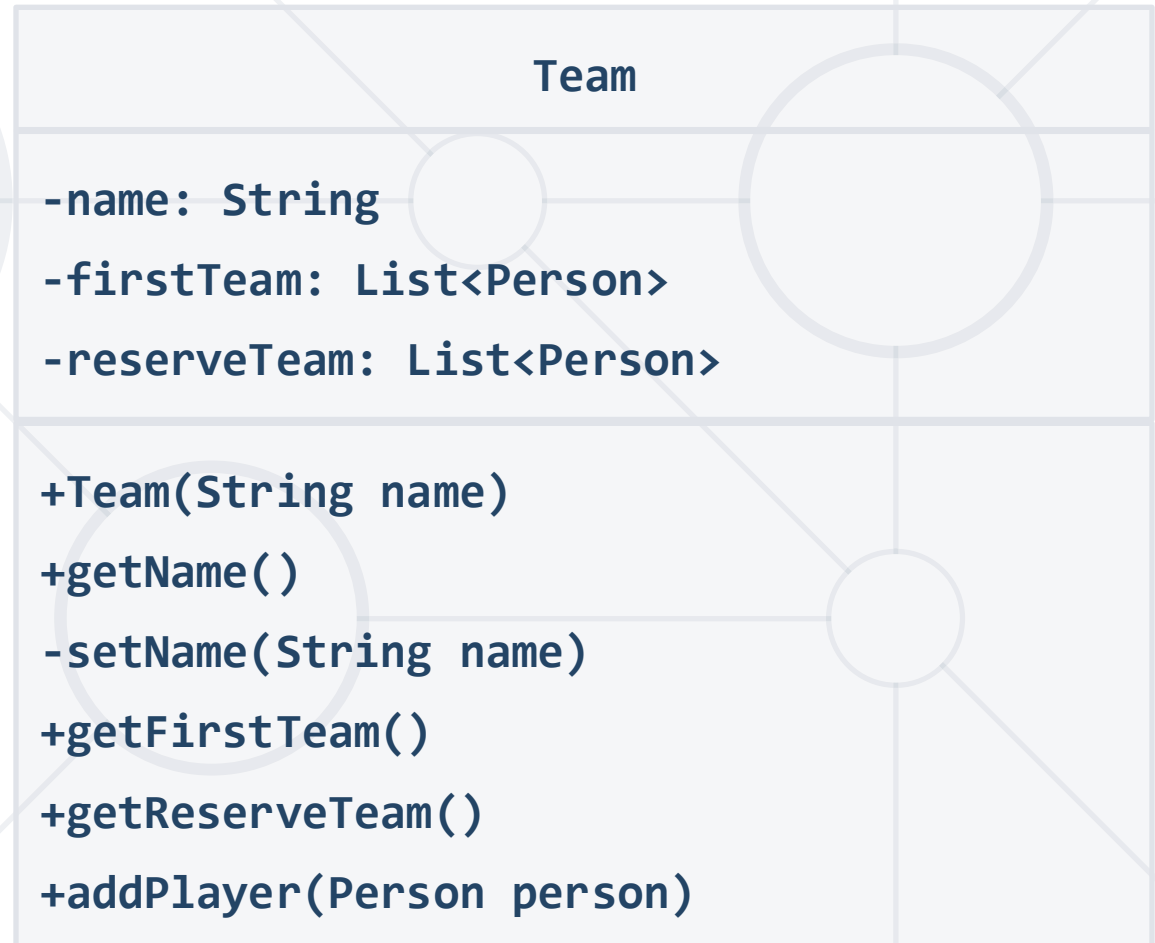 Team
-name: String
-firstTeam: List<Person>
-reserveTeam: List<Person>
+Team(String name)
+getName()
-setName(String name)
+getFirstTeam()
+getReserveTeam()
+addPlayer(Person person)